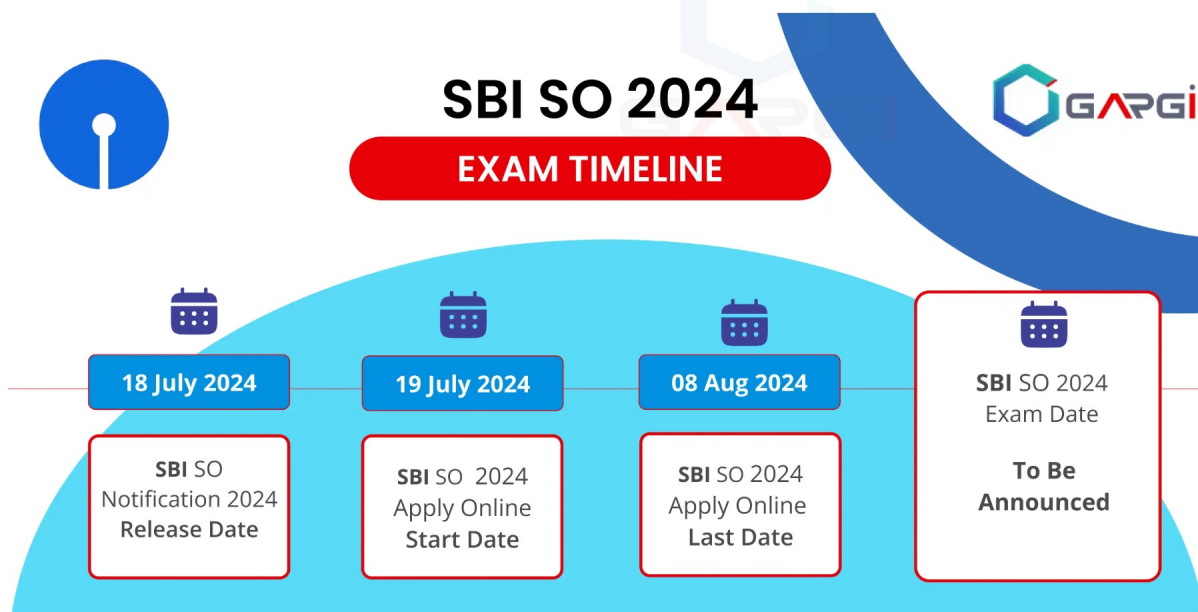 SBI SO 2024
GARGI
EXAM TIMELINE
18 July 2024
SBI SO
Notification 2024
Release Date
19 July 2024
SBI SO 2024
Apply Online
Start Date
08 Aug 2024
SBI SO 2024
Apply Online
Last Date
SBI SO 2024
Exam Date
To Be
Announced